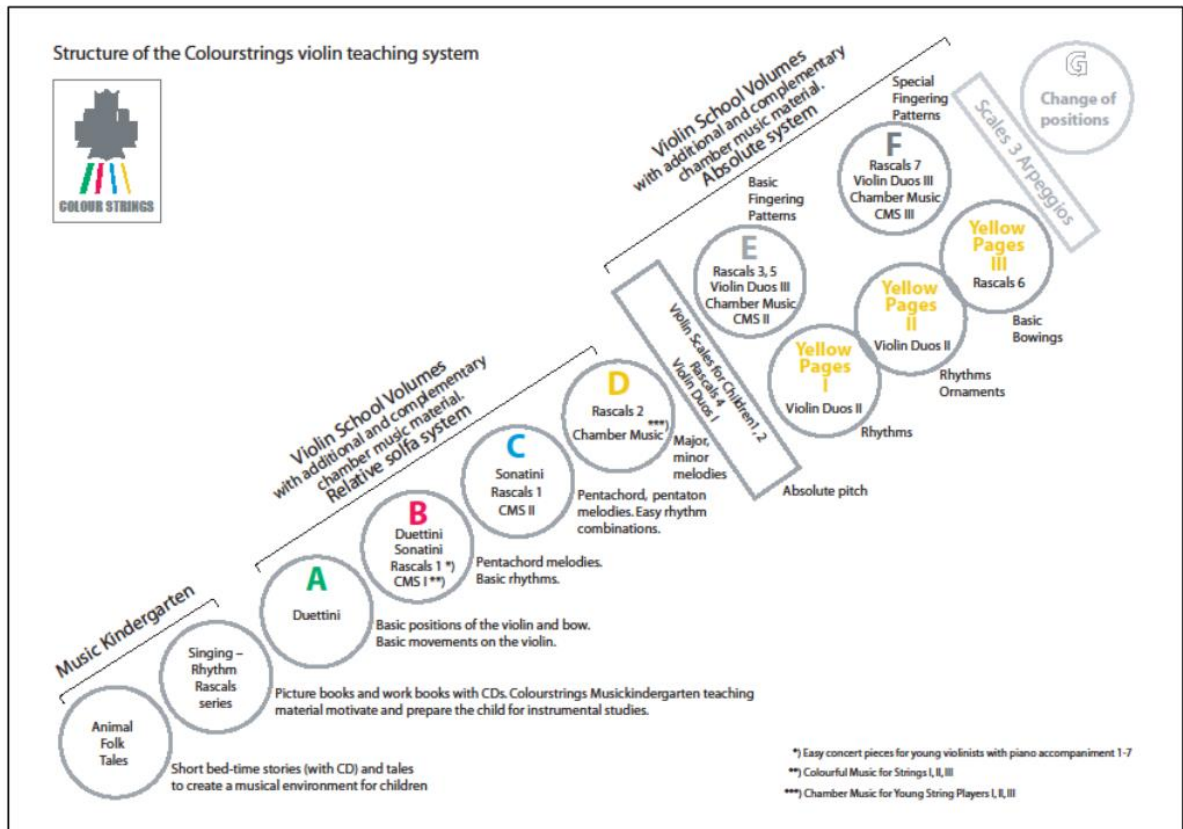 Structure of the Colourstrings violin teaching system
COLOUR STRINGS
Music Kindergarten
Animal
Folk
Tales
Short bed-time stories (with CD) and tales
to create a musical environment for children
Singing –
Rhythm
Rascals
series
Picture books and work books with CDs. Colourstrings Musickindergarten teaching
material motivate and prepare the child for instrumental studies.
Violin School Volumes
with additional and complementary
chamber music material.
Relative solfa system
A
Duettini
Basic positions of the violin and bow.
Basic movements on the violin.
B
Duettini
Sonatini
Rascals 1 *)
CMS I **)
Pentachord melodies.
Basic rhythms.
C
Sonatini
Rascals 1
CMS II
Pentachord, pentaton
melodies. Easy rhythm
combinations.
D
Rascals 2
***)
Chamber Music
Major,
minor
melodies
Violin Scales for Children1, 2
Rascals 4
Violin Duos I
Absolute pitch
Violin School Volumes
with additional and complementary
chamber music material.
Absolute system
Basic
Fingering
Patterns
E
Rascals 3, 5
Violin Duos III
Chamber Music
CMS II
Special
Fingering
Patterns
F
Rascals 7
Violin Duos III
Chamber Music
CMS III
Yellow
Pages
I
Violin Duos II
Rhythms
Yellow
Pages
II
Violin Duos II
Rhythms
Ornaments
Yellow
Pages
III
Rascals 6
Basic
Bowings
Scales 3 Arpeggios
G
Change of
positions
*) Easy concert pieces for young violinists with piano accompaniment 1-7
**) Colourful Music for Strings I, II, III
***) Chamber Music for Young String Players I, II, III